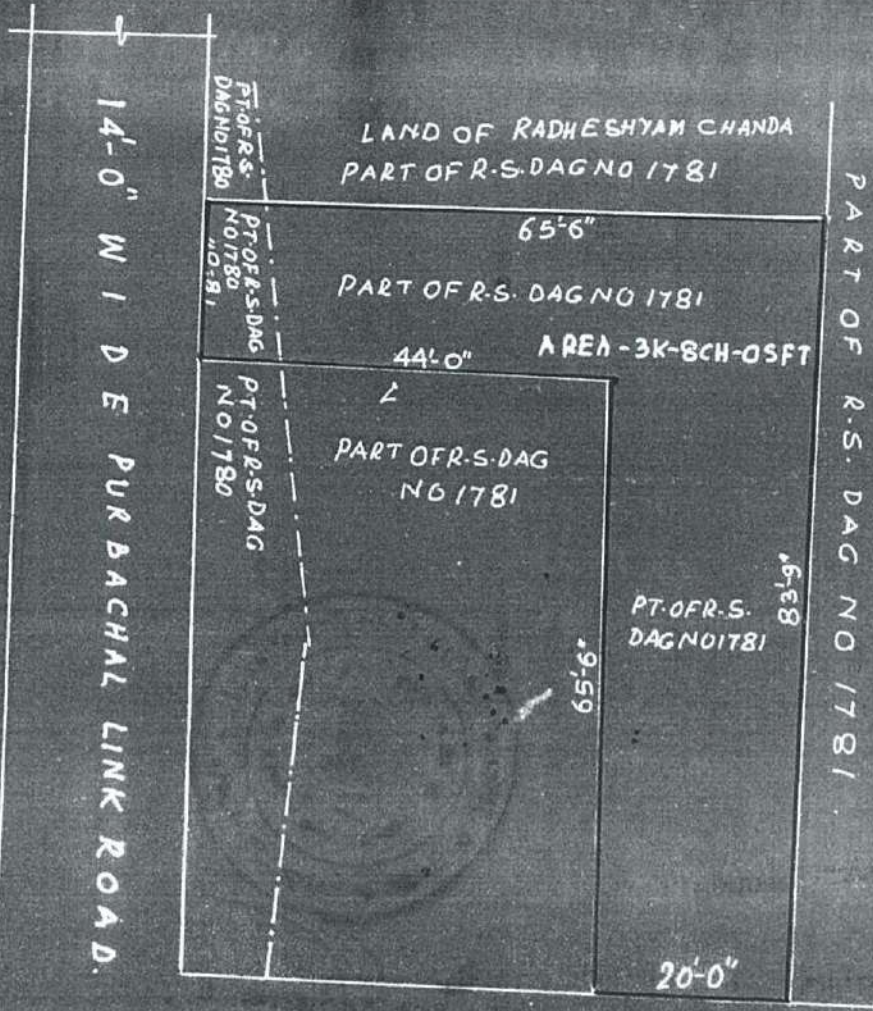 14'-0" WIDE PURBACHAL LINK ROAD.
PT.OF R.S.
DAG NO 1780
LAND OF RADHESHYAM CHANDA
PART OF R.S. DAG NO 1781
65'-6"
PT.OF R.S.DAG
NO 1780
PART OF R.S. DAG NO 1781
AREA-3K-8CH-0SFT
44'-0"
PT.OF R.S.DAG
NO 1780
PART OF R.S.DAG
NO 1781
65'-6"
PT.OF R.S.
DAG NO 1781
83'-9"
20'-0"
PART OF R.S. DAG NO 1781